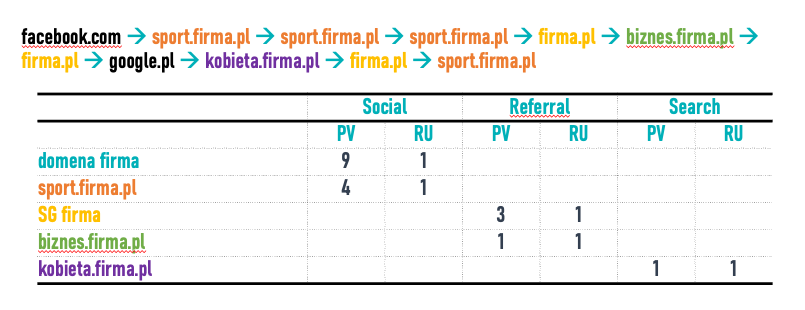 facebook.com → sport.firma.pl → sport.firma.pl → sport.firma.pl → firma.pl → biznes.firma.pl →
firma.pl → google.pl → kobieta.firma.pl → firma.pl → sport.firma.pl
Social Referral Search
PV RU PV RU PV RU
domena firma 9 1
sport.firma.pl 4 1
SG firma 3 1
biznes.firma.pl 1 1
kobieta.firma.pl 1 1